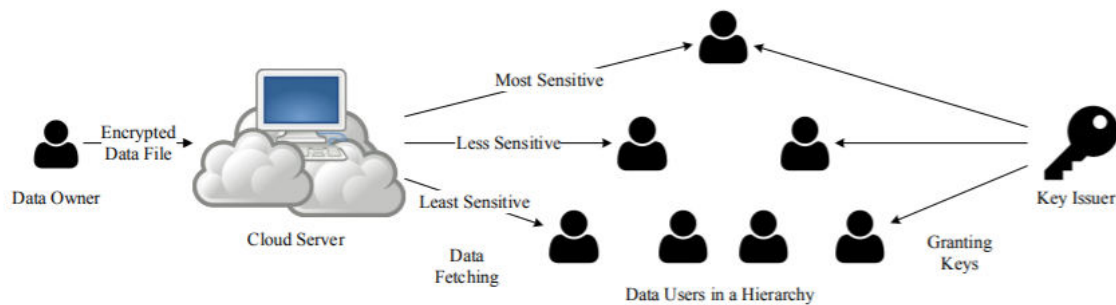 Most Sensitive
Encrypted
Data File
Less Sensitive
Data Owner
Least Sensitive
Key Issuer
Cloud Server
Data
Fetching
Granting
Keys
Data Users in a Hierarchy